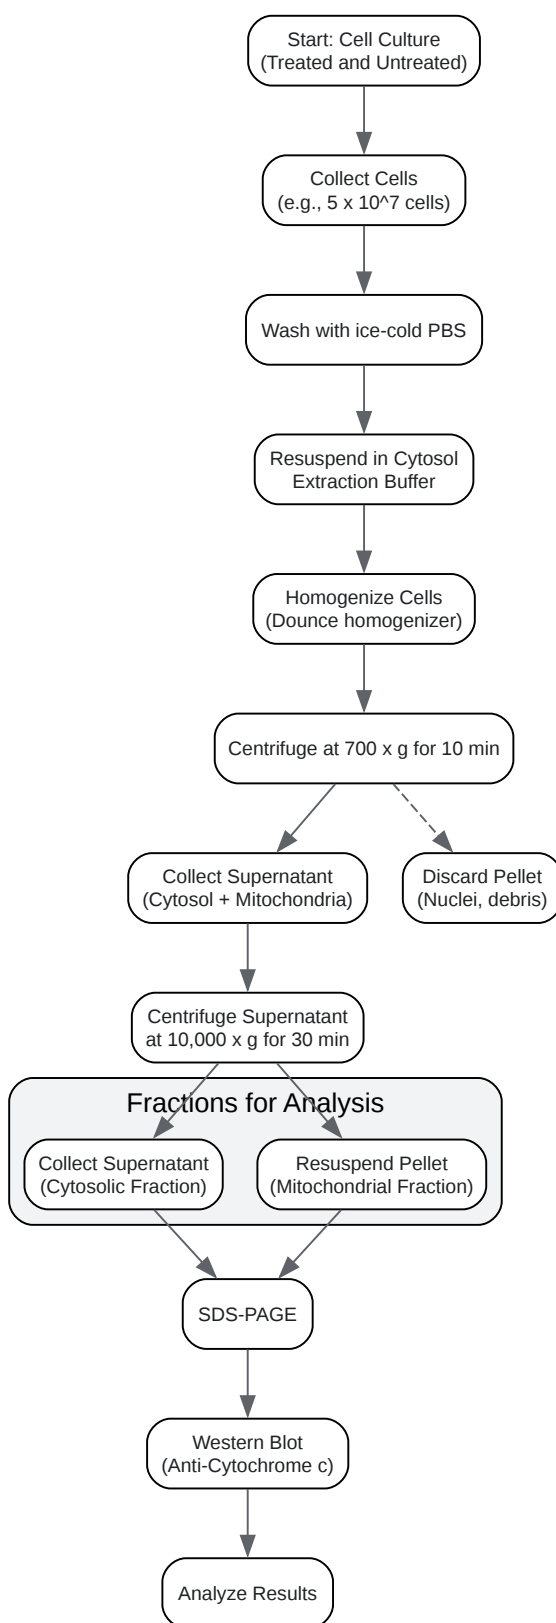 Start: Cell Culture
(Treated and Untreated)
Collect Cells
(e.g., 5 x 10^7 cells)
Wash with ice-cold PBS
Resuspend in Cytosol
Extraction Buffer
Homogenize Cells
(Dounce homogenizer)
Centrifuge at 700 x g for 10 min
Collect Supernatant
(Cytosol + Mitochondria)
Discard Pellet
(Nuclei, debris)
Centrifuge Supernatant
at 10,000 x g for 30 min
Fractions for Analysis
Collect Supernatant
(Cytosolic Fraction)
Resuspend Pellet
(Mitochondrial Fraction)
SDS-PAGE
Western Blot
(Anti-Cytochrome c)
Analyze Results